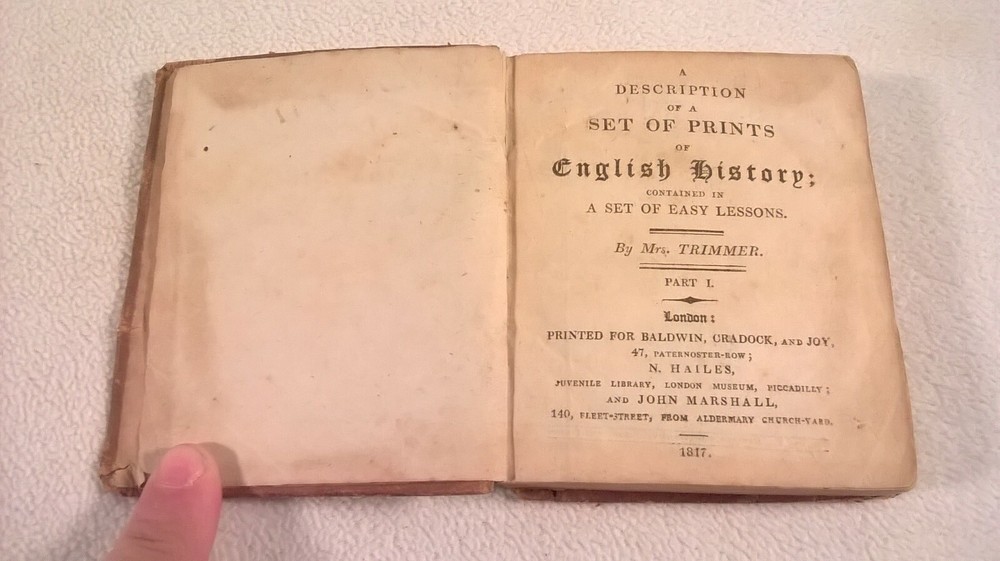 A
DESCRIPTION
OF A
SET OF PRINTS
OF
English History;
CONTAINED IN
A SET OF EASY LESSONS.
By Mrs. TRIMMER.
PART I.
London:
PRINTED FOR BALDWIN, CRADOCK, AND JOY,
47, PATERNOSTER-ROW;
N. HAILES,
JUVENILE LIBRARY, LONDON MUSEUM, PICCADILLY;
AND JOHN MARSHALL,
140, FLEET-STREET, FROM ALDERMARY CHURCH-YARD.
1817.